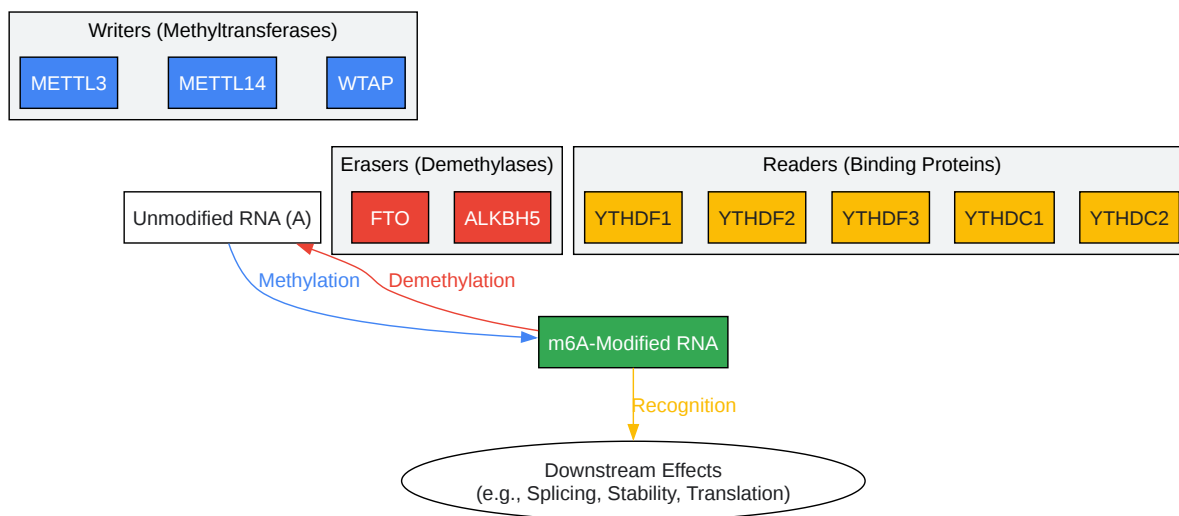 Writers (Methyltransferases)
METTL3
METTL14
WTAP
Erasers (Demethylases)
FTO
ALKBH5
Readers (Binding Proteins)
YTHDF1
YTHDF2
YTHDF3
YTHDC1
YTHDC2
Unmodified RNA (A)
Methylation
Demethylation
m6A-Modified RNA
Recognition
Downstream Effects
(e.g., Splicing, Stability, Translation)